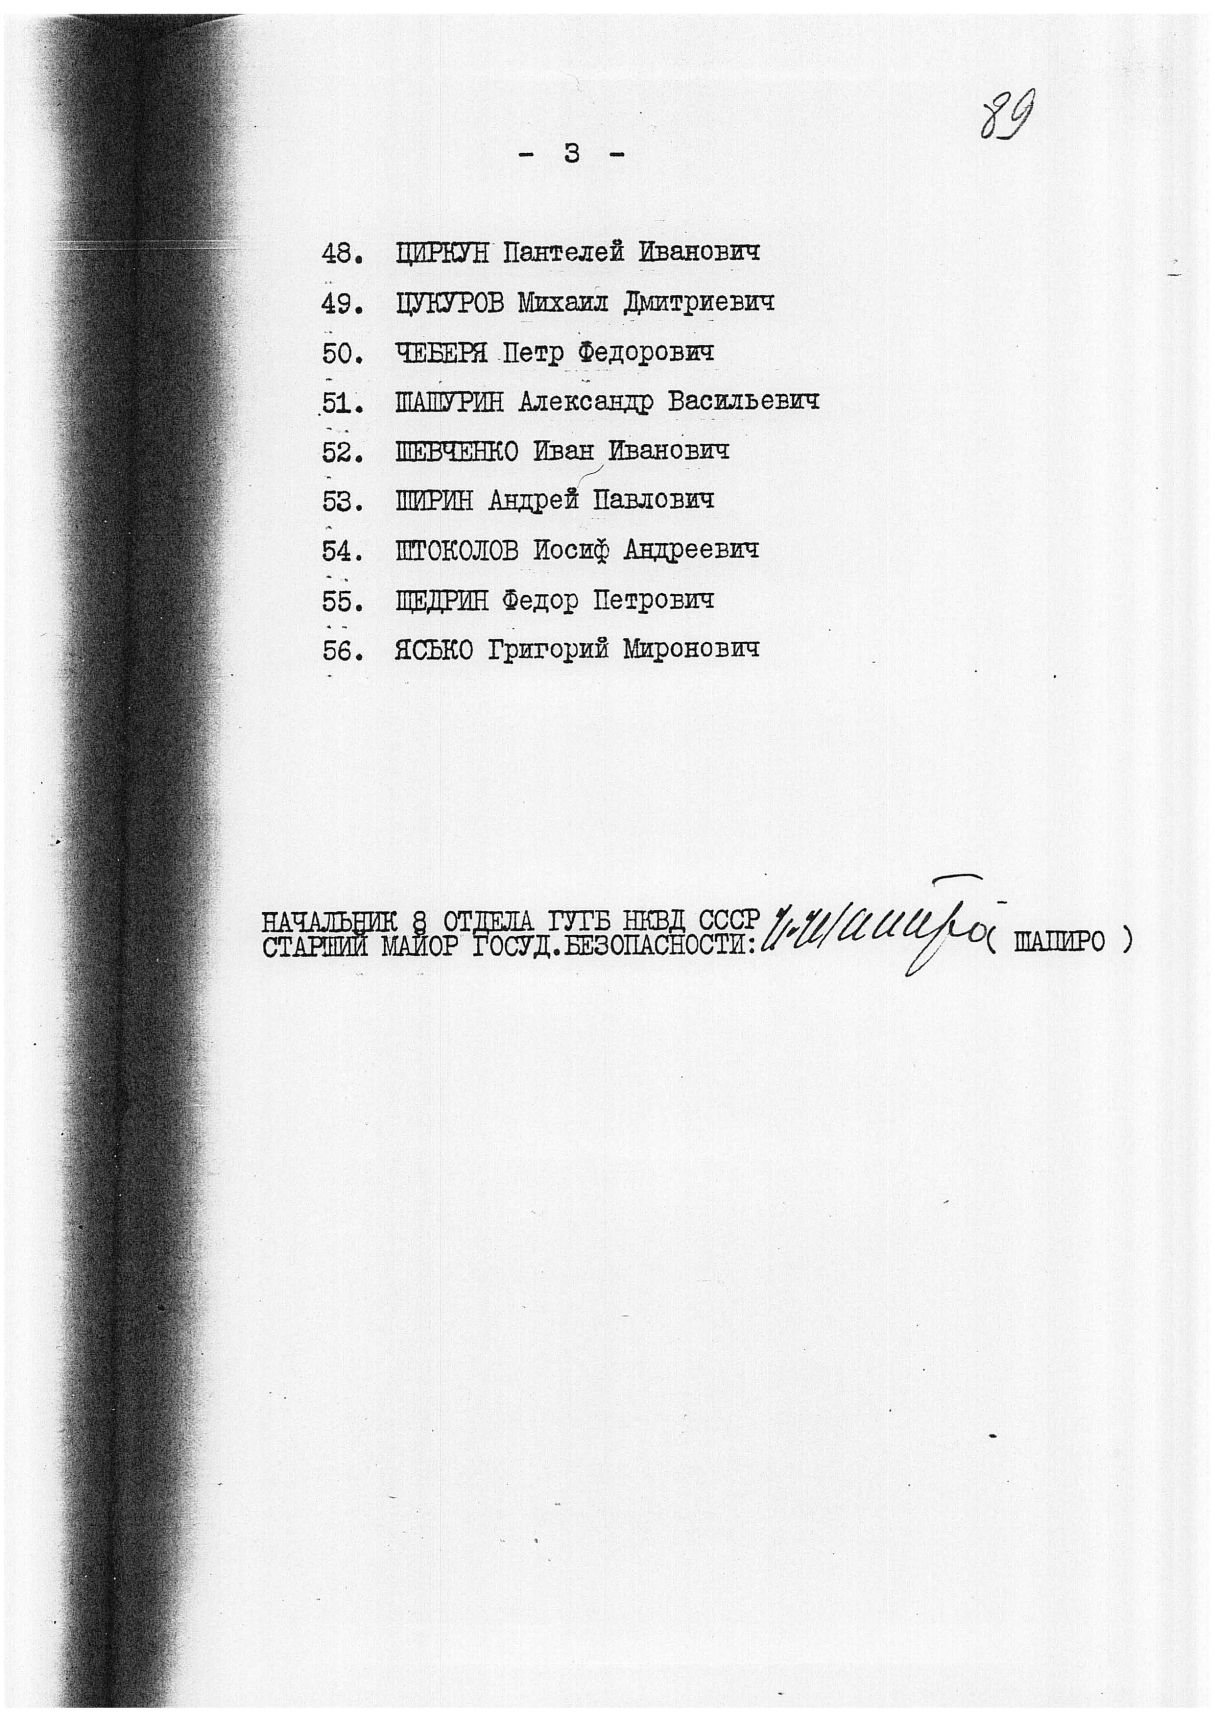 89
- 3 -
48. ЦИРКУН Пантелей Иванович
49. ЦУКУРОВ Михаил Дмитриевич
50. ЧЕБЕРЯ Петр Федорович
51. ШАШУРИН Александр Васильевич
52. ШЕВЧЕНКО Иван Иванович
53. ШИРИН Андрей Павлович
54. ШТОКОЛОВ Иосиф Андреевич
55. ЩЕДРИН Федор Петрович
56. ЯСЬКО Григорий Миронович
НАЧАЛЬНИК 8 ОТДЕЛА ГУГБ НКВД СССР
СТАРШИЙ МАЙОР ГОСУД.БЕЗОПАСНОСТИ: И.Шапиро ( ШАПИРО )